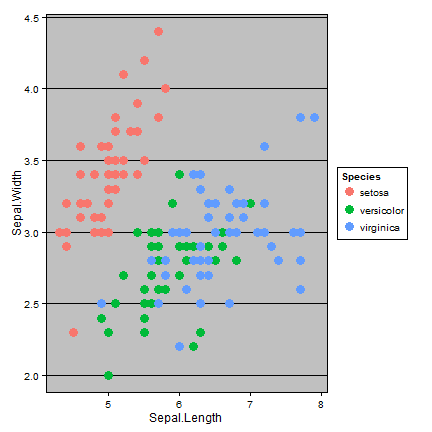 4.5
4.0
3.5
3.0
2.5
2.0
Sepal.Width
5 6 7 8
Sepal.Length
Species
setosa
versicolor
virginica